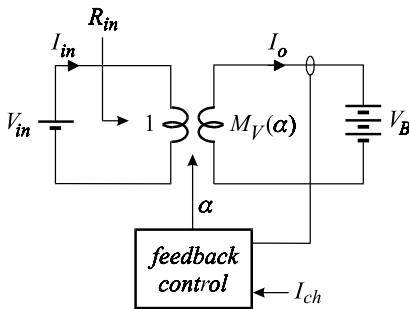 R_in
I_in
I_o
V_in
1
M_V(α)
V_B
α
feedback
control
I_ch